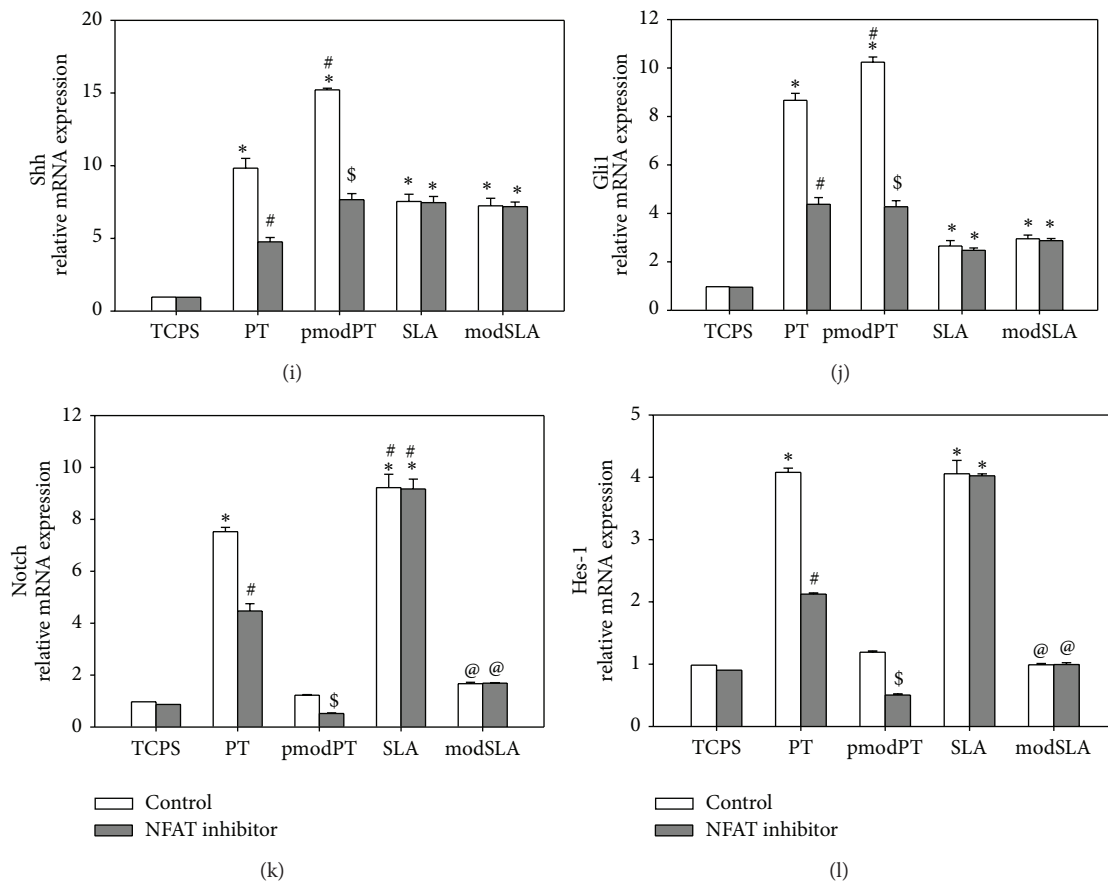 20
15
10
5
0
Shh
relative mRNA expression
*
#
#
*
$
*
*
*
*
TCPS PT pmodPT SLA modSLA
(i)
12
10
8
6
4
2
0
Gli1
relative mRNA expression
*
#
#
*
$
*
*
*
*
TCPS PT pmodPT SLA modSLA
(j)
12
10
8
6
4
2
0
Notch
relative mRNA expression
*
#
$
# #
* *
@ @
TCPS PT pmodPT SLA modSLA
Control
NFAT inhibitor
(k)
5
4
3
2
1
0
Hes-1
relative mRNA expression
*
#
$
* *
@ @
TCPS PT pmodPT SLA modSLA
Control
NFAT inhibitor
(l)